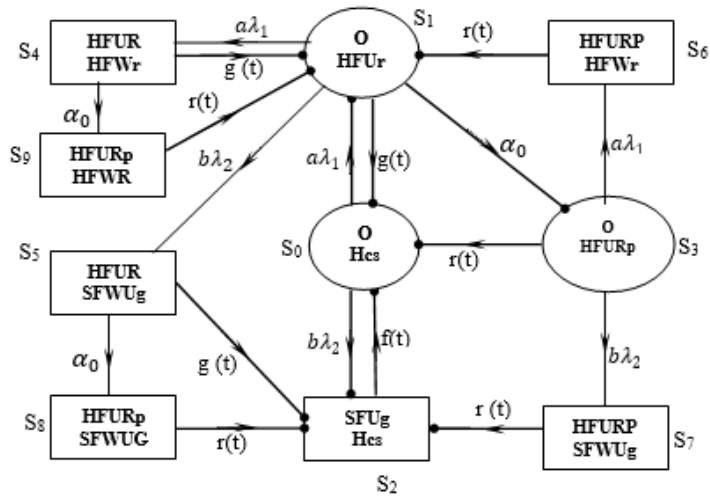 S₁
S₄
HFUR
HFWr
aλ₁
g (t)
O
HFUr
r(t)
HFURP
HFWr
S₆
α₀
r(t)
S₉
HFURp
HFWR
bλ₂
aλ₁
g(t)
α₀
aλ₁
S₅
HFUR
SFWUg
S₀
O
Hcs
r(t)
O
HFURp
S₃
α₀
g (t)
bλ₂
f(t)
bλ₂
S₈
HFURp
SFWUG
r(t)
SFUg
Hcs
r (t)
HFURP
SFWUg
S₇
S₂